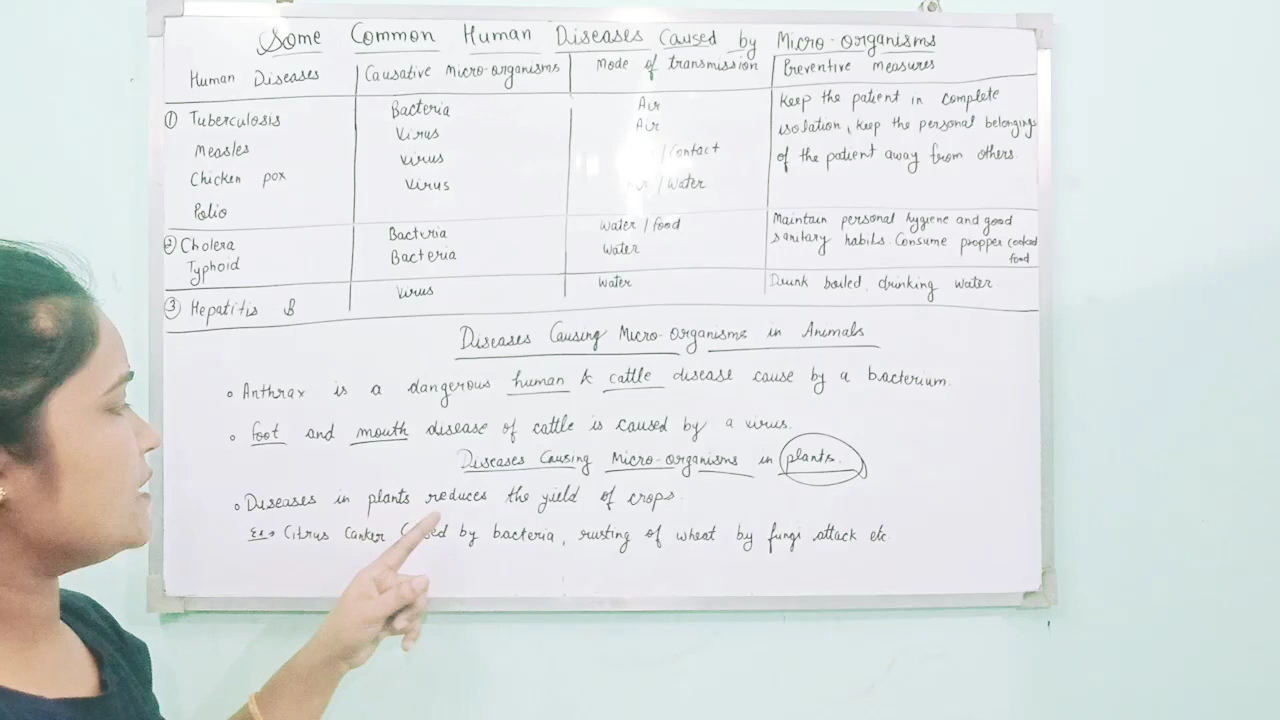 Some Common Human Diseases Caused by Micro-organisms
Human Diseases Causative Micro-organisms Mode of transmission Preventive measures
① Tuberculosis Bacteria Air Keep the patient in complete
Measles Virus Air isolation, keep the personal belongings
Chicken pox Virus /Contact of the patient away from others.
Polio Virus /Water
② Cholera Bacteria Water/food Maintain personal hygiene and good
Typhoid Bacteria Water sanitary habits. Consume propper cooked
food
③ Hepatitis B Virus Water Drunk boiled, drinking water.
Diseases Causing Micro-Organisms in Animals
Anthrax is a dangerous human & cattle disease cause by a bacterium.
foot and mouth disease of cattle is caused by a virus.
Diseases Causing Micro-organisms in plants.
Diseases in plants reduces the yield of crops.
Ex→ Citrus Canker by bacteria, rusting of wheat by fungi attack etc.